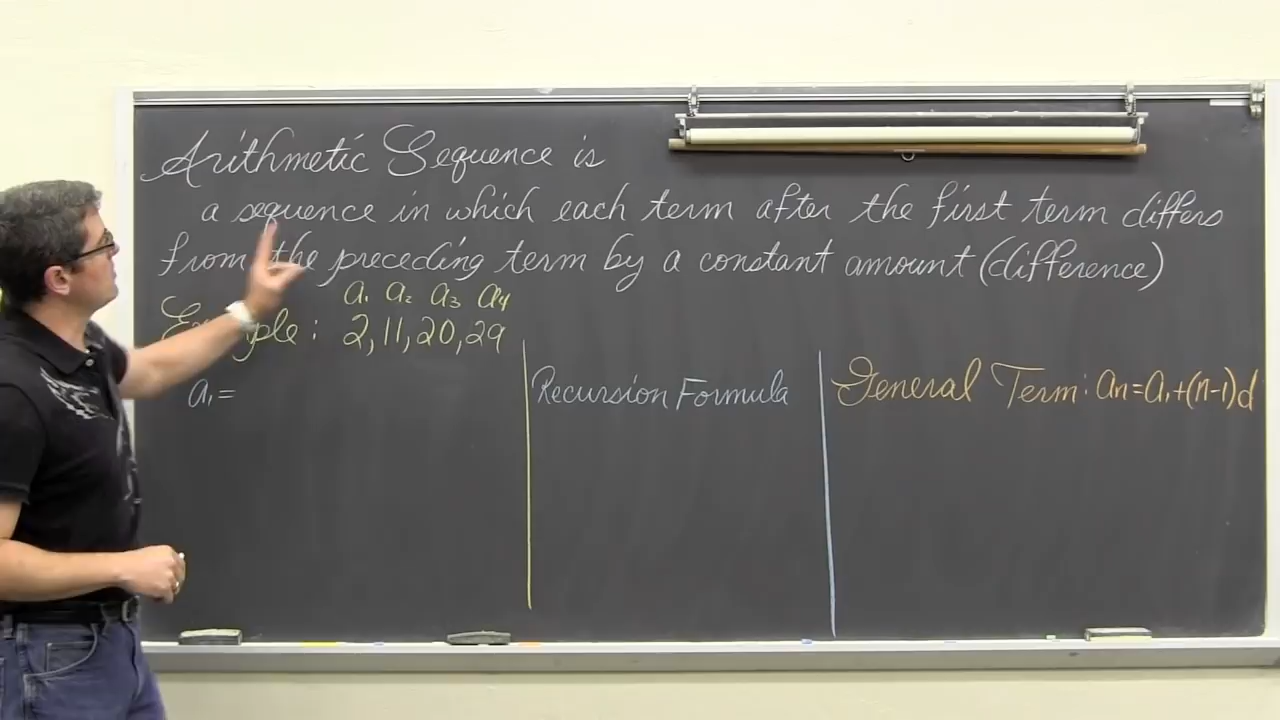 Arithmetic Sequence is
a sequence in which each term after the first term differs
from the preceding term by a constant amount (difference)
a₁ a₂ a₃ a₄
Example: 2, 11, 20, 29
a₁=
Recursion Formula
General Term: an=a₁+(n-1)d